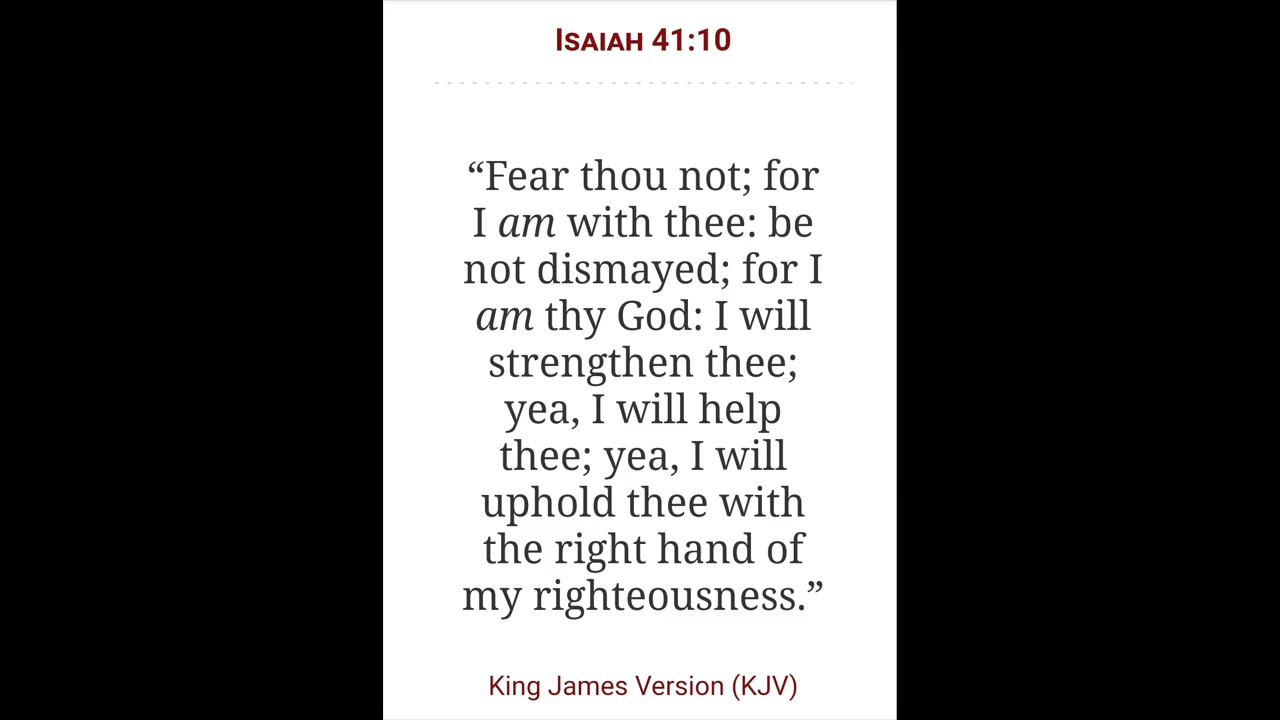 Isaiah 41:10
“Fear thou not; for
I am with thee: be
not dismayed; for I
am thy God: I will
strengthen thee;
yea, I will help
thee; yea, I will
uphold thee with
the right hand of
my righteousness.”
King James Version (KJV)